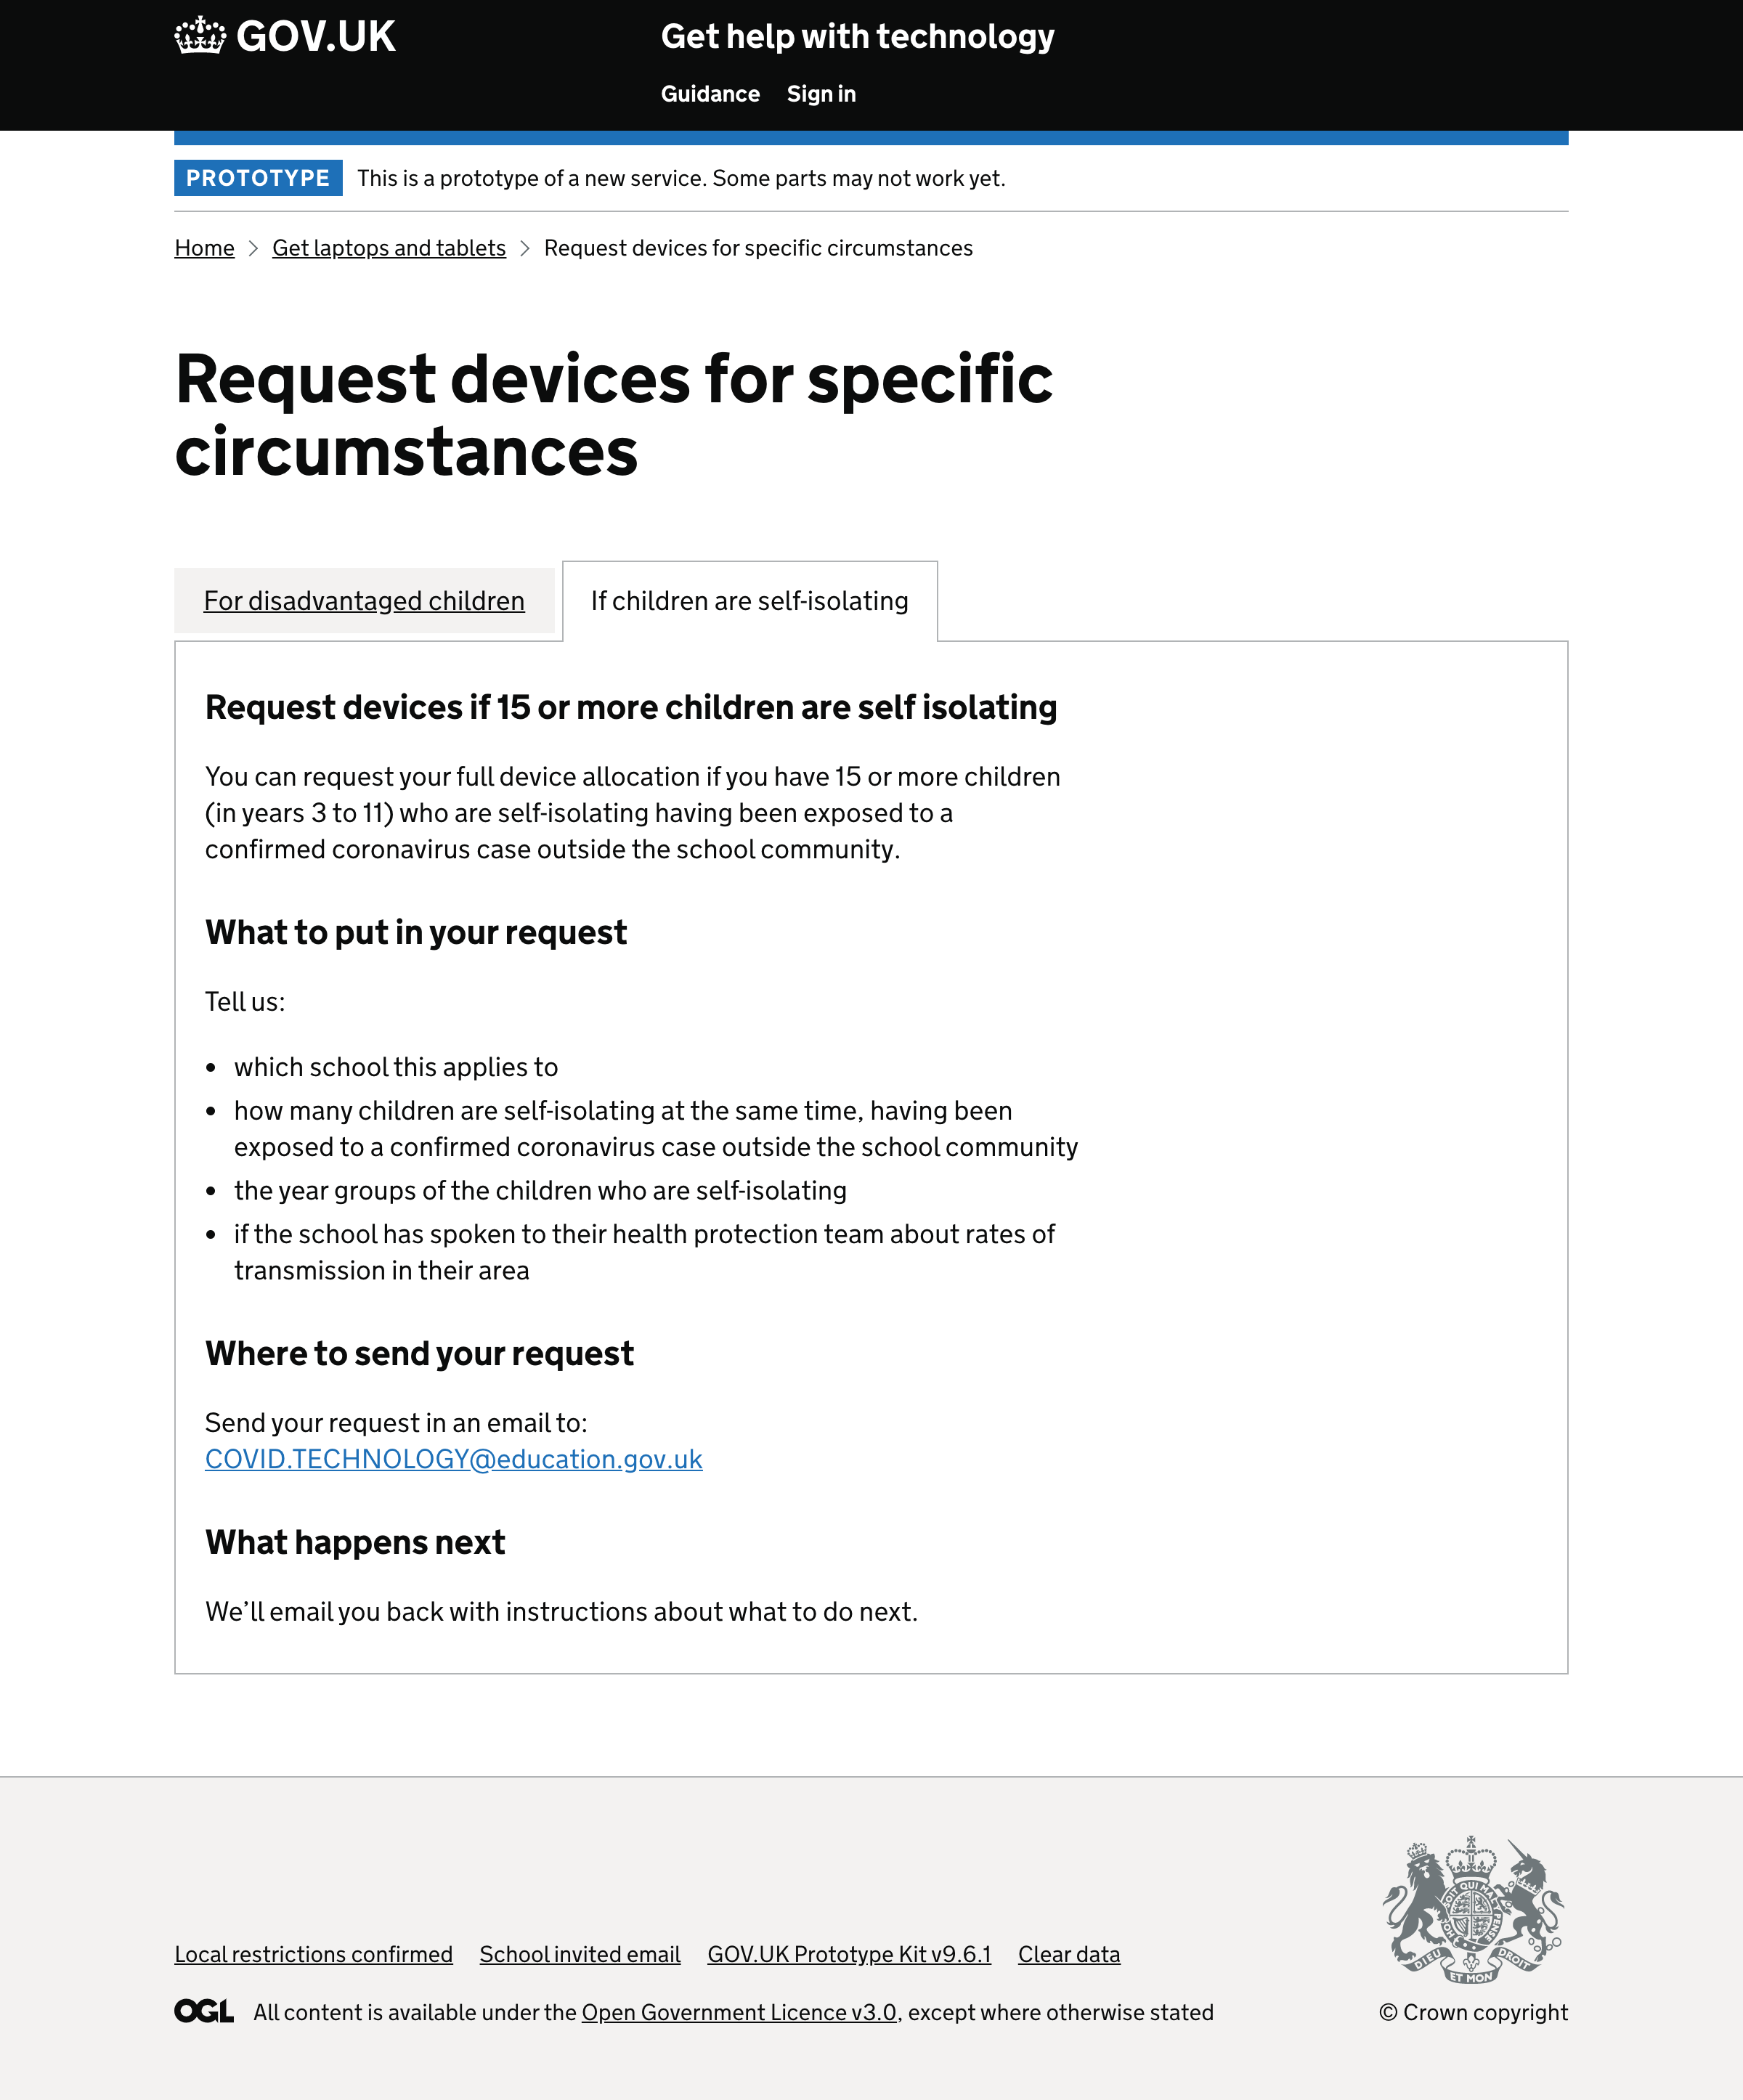 GOV.UK
Get help with technology
Guidance Sign in
PROTOTYPE This is a prototype of a new service. Some parts may not work yet.
Home > Get laptops and tablets > Request devices for specific circumstances
Request devices for specific
circumstances
For disadvantaged children If children are self-isolating
Request devices if 15 or more children are self isolating
You can request your full device allocation if you have 15 or more children
(in years 3 to 11) who are self-isolating having been exposed to a
confirmed coronavirus case outside the school community.
What to put in your request
Tell us:
• which school this applies to
• how many children are self-isolating at the same time, having been
exposed to a confirmed coronavirus case outside the school community
• the year groups of the children who are self-isolating
• if the school has spoken to their health protection team about rates of
transmission in their area
Where to send your request
Send your request in an email to:
COVID.TECHNOLOGY@education.gov.uk
What happens next
We’ll email you back with instructions about what to do next.
DIEU ET MON DROIT
Local restrictions confirmed School invited email GOV.UK Prototype Kit v9.6.1 Clear data
OGL All content is available under the Open Government Licence v3.0, except where otherwise stated
© Crown copyright